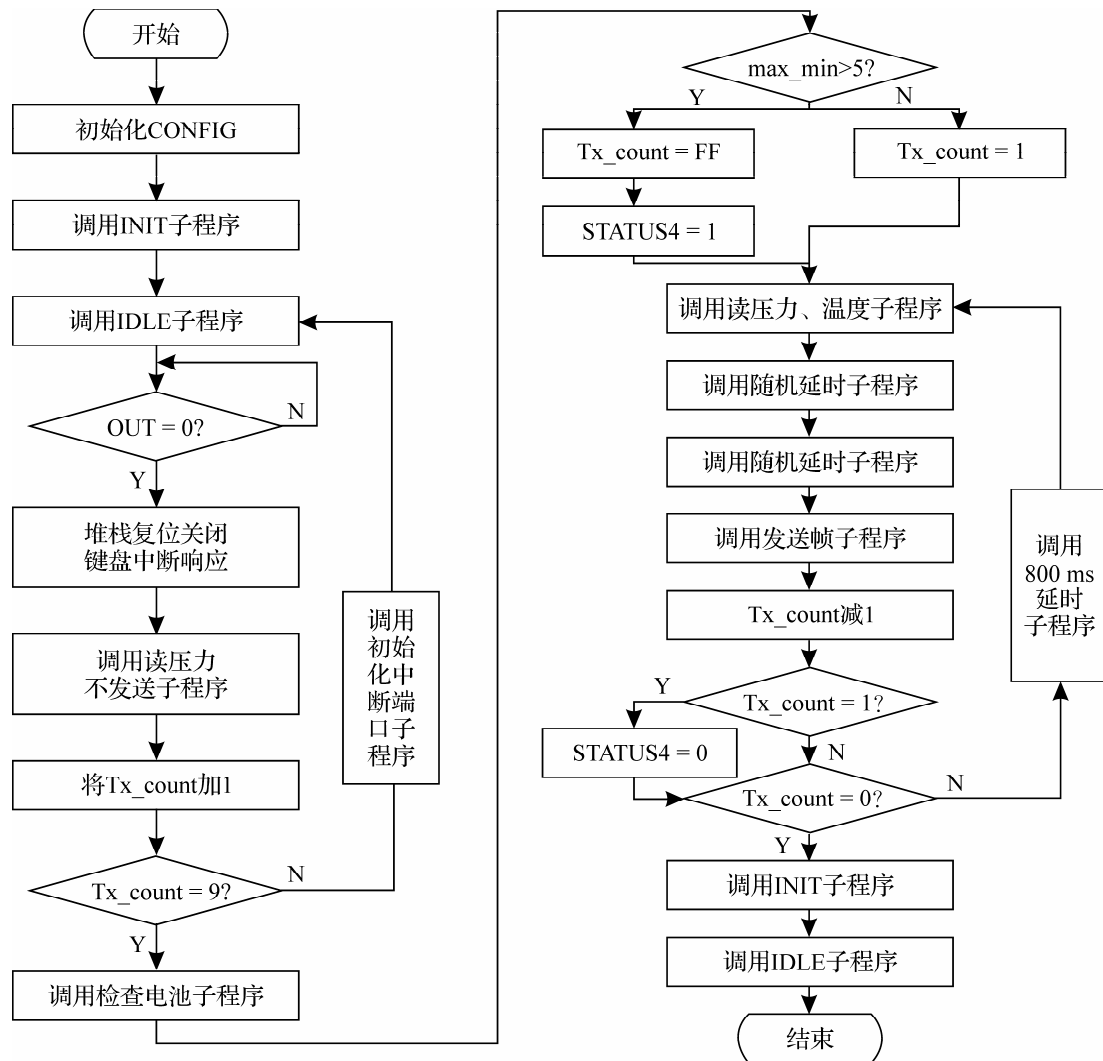 开始
初始化CONFIG
调用INIT子程序
调用IDLE子程序
OUT = 0?
N
Y
堆栈复位关闭
键盘中断响应
调用读压力
不发送子程序
将Tx_count加1
Tx_count = 9?
N
Y
调用检查电池子程序
调用
初始
化中
断端
口子
程序
max_min>5?
Y
N
Tx_count = FF
Tx_count = 1
STATUS4 = 1
调用读压力、温度子程序
调用随机延时子程序
调用随机延时子程序
调用发送帧子程序
Tx_count减1
Y
Tx_count = 1?
STATUS4 = 0
N
Tx_count = 0?
N
Y
调用
800 ms
延时
子程序
调用INIT子程序
调用IDLE子程序
结束